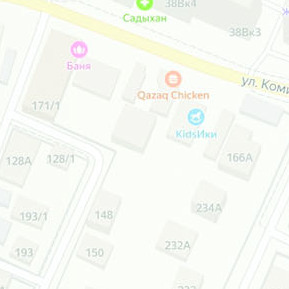 38Вк4
Садыхан
38Вк3
Баня
ул. Коми
Qazaq Chicken
171/1
KidsИки
128А
128/1
166А
193/1
148
234А
193
150
232А